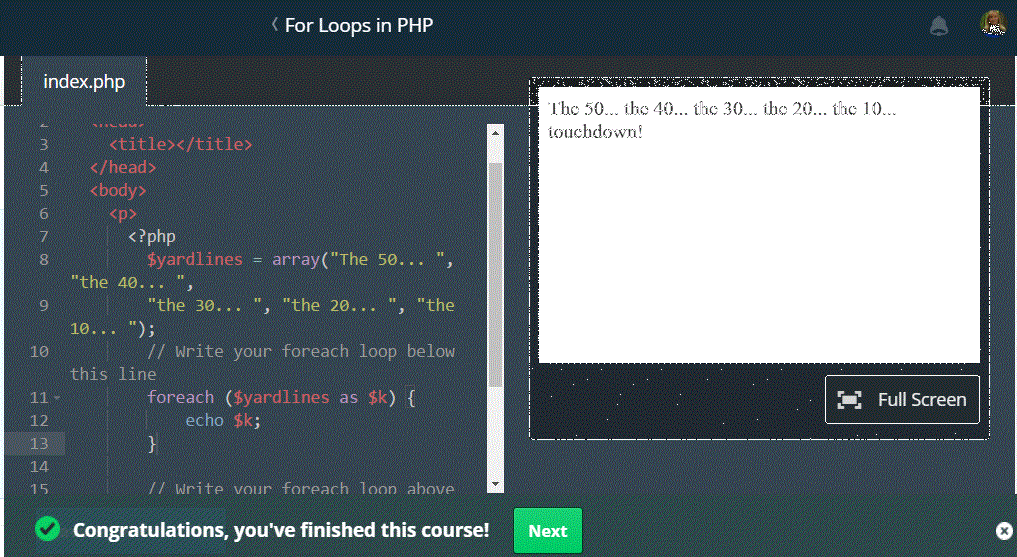 For Loops in PHP
index.php
2 <head>
3 <title></title>
4 </head>
5 <body>
6 <p>
7 <?php
8 $yardlines = array("The 50... ",
"the 40... ",
9 "the 30... ", "the 20... ", "the
10... ");
10 // Write your foreach loop below
this line
11 foreach ($yardlines as $k) {
12 echo $k;
13 }
14
15 // Write your foreach loop above
The 50... the 40... the 30... the 20... the 10...
touchdown!
Full Screen
Congratulations, you've finished this course!
Next